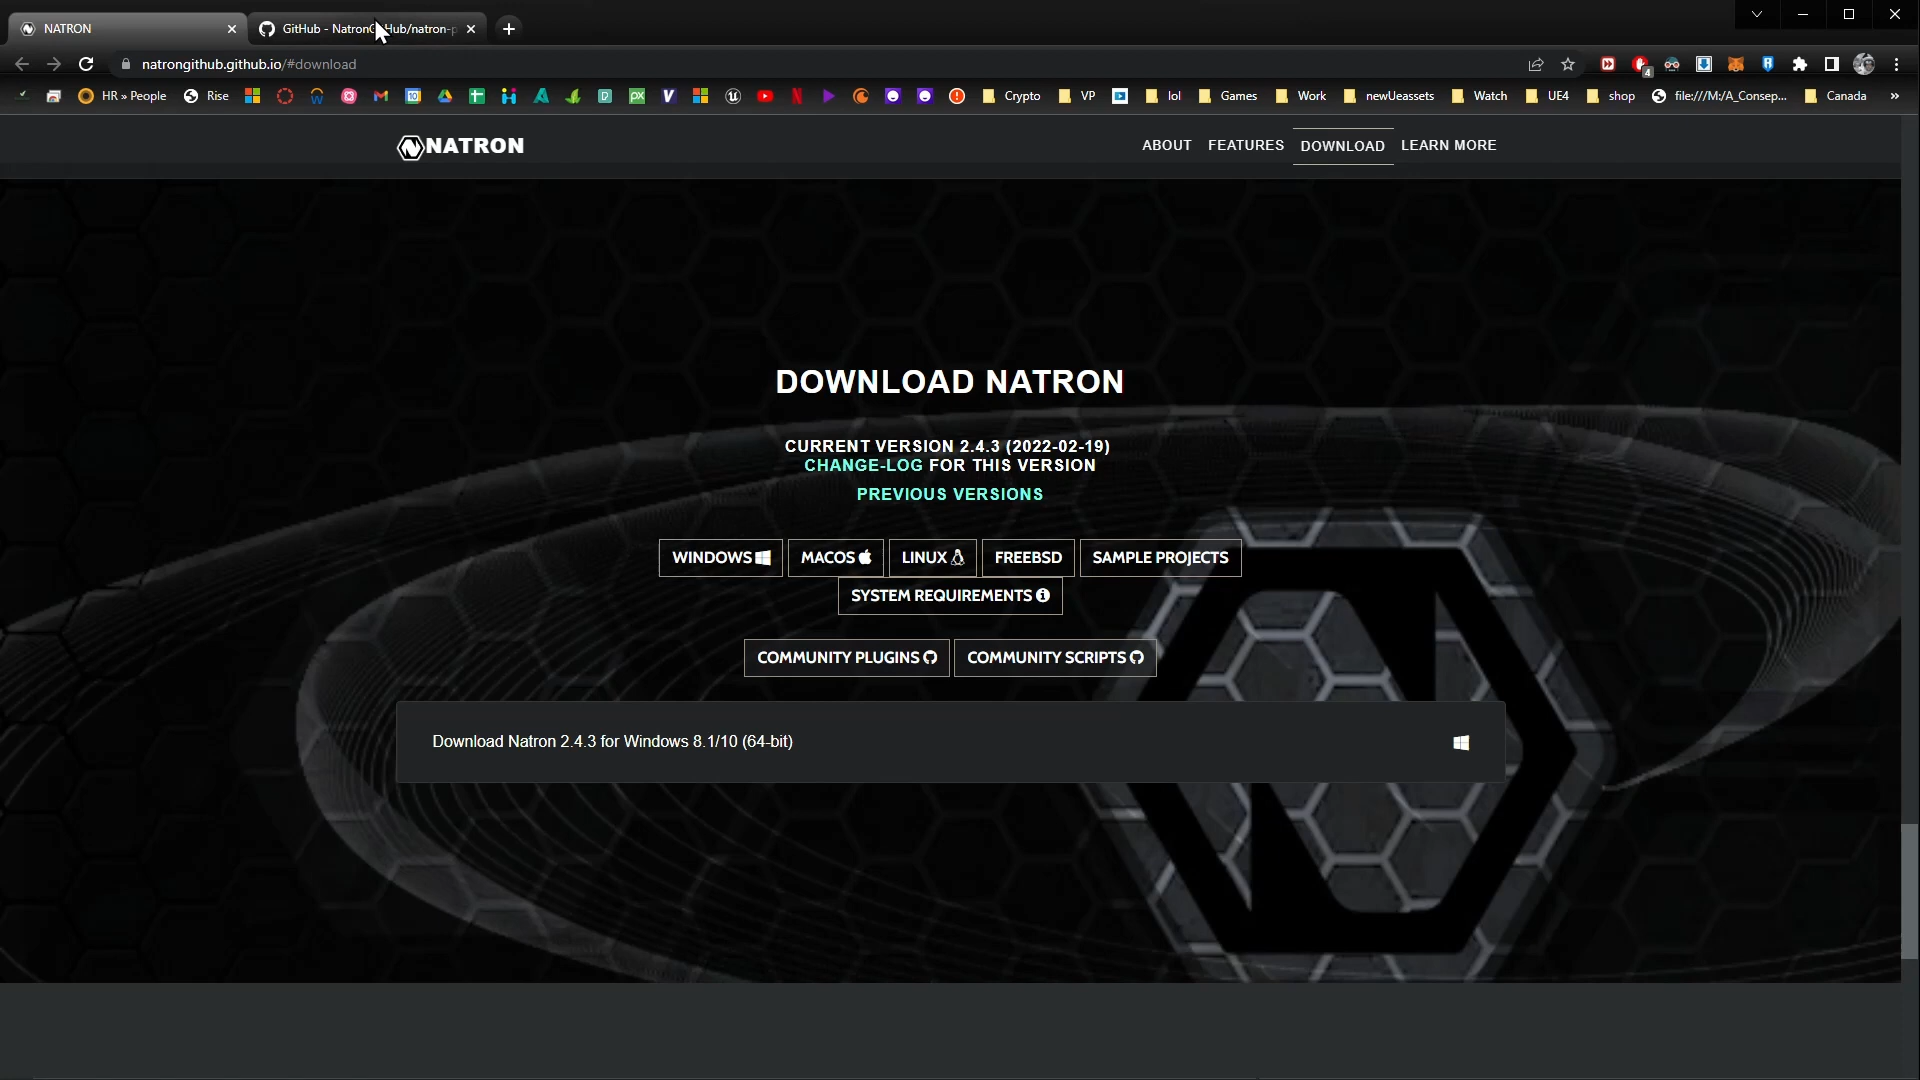 NATRON
GitHub - Natron Hub/natron-p
natrongithub.github.io/#download
4
HR » People
Rise
Crypto
VP
lol
Games
Work
newUeassets
Watch
UE4
shop
file:///M:/A_Consep...
Canada
»
NATRON
ABOUT
FEATURES
DOWNLOAD
LEARN MORE
DOWNLOAD NATRON
CURRENT VERSION 2.4.3 (2022-02-19)
CHANGE-LOG FOR THIS VERSION
PREVIOUS VERSIONS
WINDOWS
MACOS
LINUX
FREEBSD
SAMPLE PROJECTS
SYSTEM REQUIREMENTS
COMMUNITY PLUGINS
COMMUNITY SCRIPTS
Download Natron 2.4.3 for Windows 8.1/10 (64-bit)